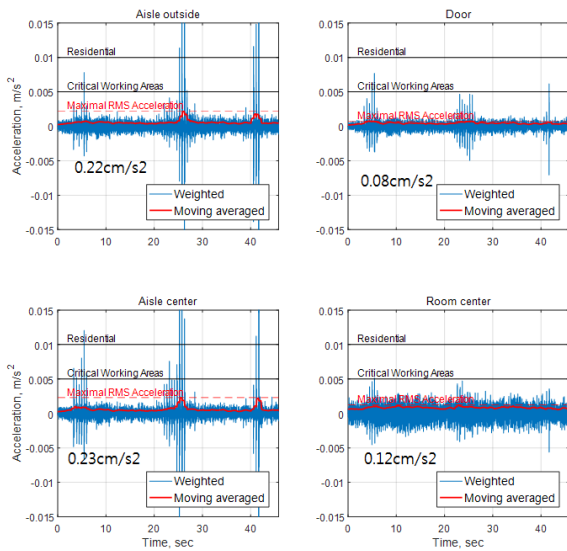 Aisle outside
Acceleration, m/s²
0.015
0.01
0.005
0
-0.005
-0.01
-0.015
Residential
Critical Working Areas
Maximal RMS Acceleration
0.22cm/s2
Weighted
Moving averaged
0 10 20 30 40
Door
0.015
0.01
0.005
0
-0.005
-0.01
-0.015
Residential
Critical Working Areas
Maximal RMS Acceleration
0.08cm/s2
Weighted
Moving averaged
0 10 20 30 40
Aisle center
Acceleration, m/s²
0.015
0.01
0.005
0
-0.005
-0.01
-0.015
Residential
Critical Working Areas
Maximal RMS Acceleration
0.23cm/s2
Weighted
Moving averaged
0 10 20 30 40
Time, sec
Room center
0.015
0.01
0.005
0
-0.005
-0.01
-0.015
Residential
Critical Working Areas
Maximal RMS Acceleration
0.12cm/s2
Weighted
Moving averaged
0 10 20 30 40
Time, sec